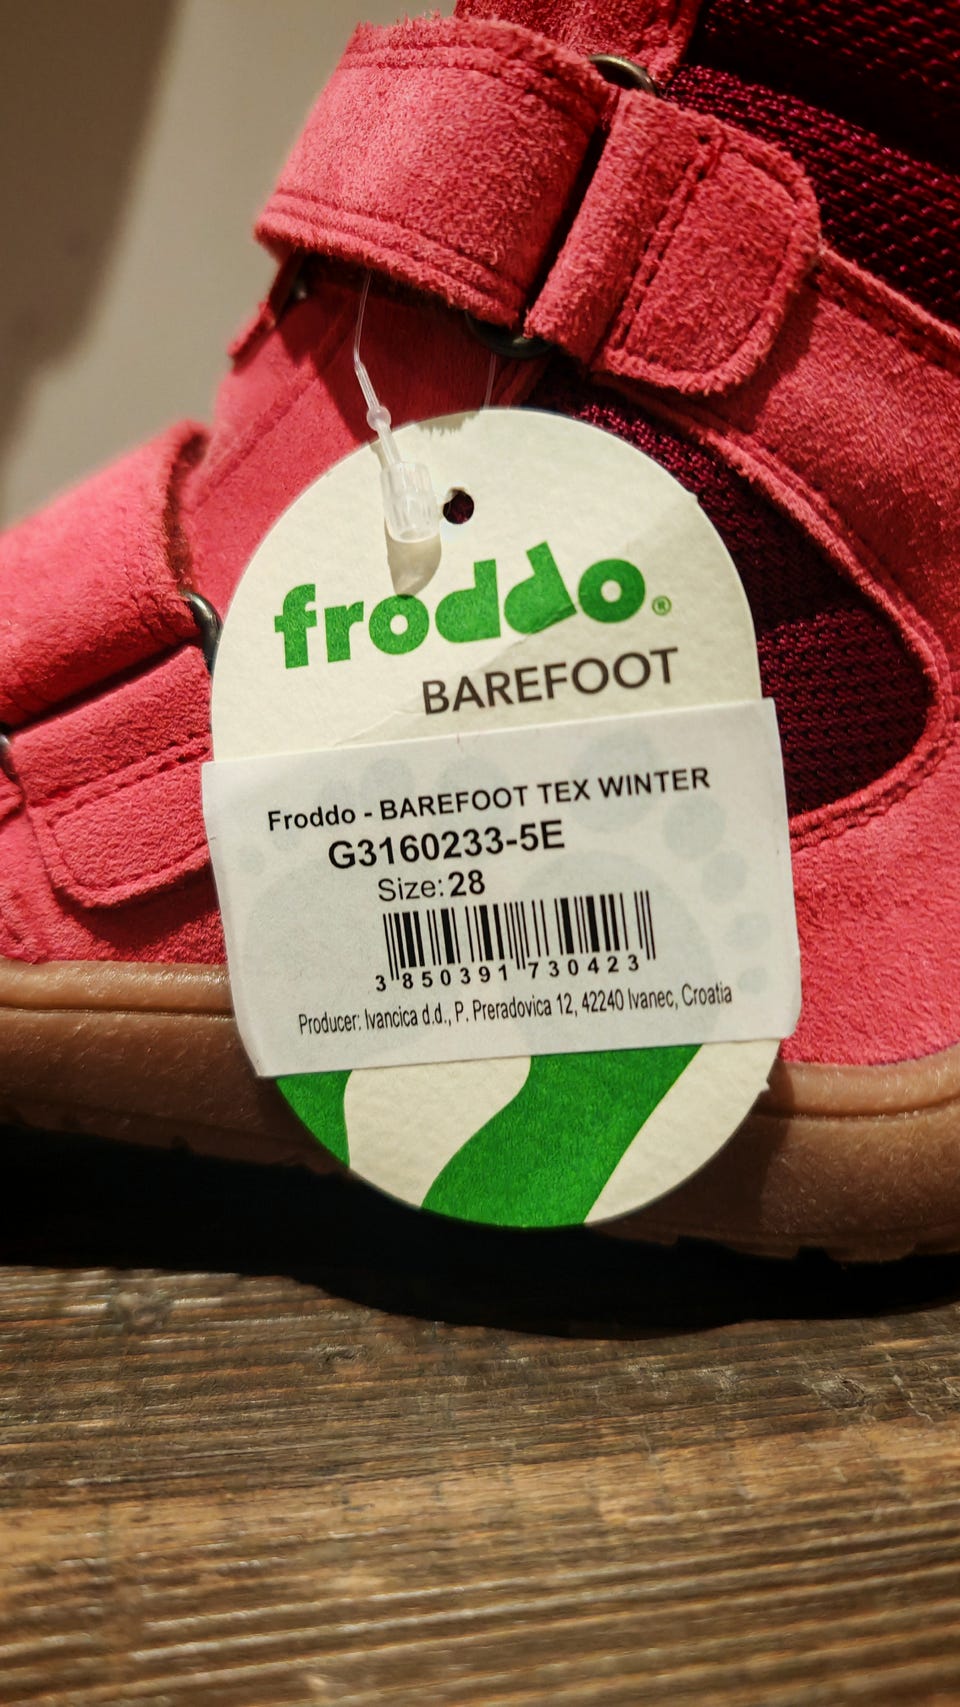 froddo®
BAREFOOT
Froddo - BAREFOOT TEX WINTER
G3160233-5E
Size: 28
3 850391 730423
Producer: Ivancica d.d., P. Preradovica 12, 42240 Ivanec, Croatia